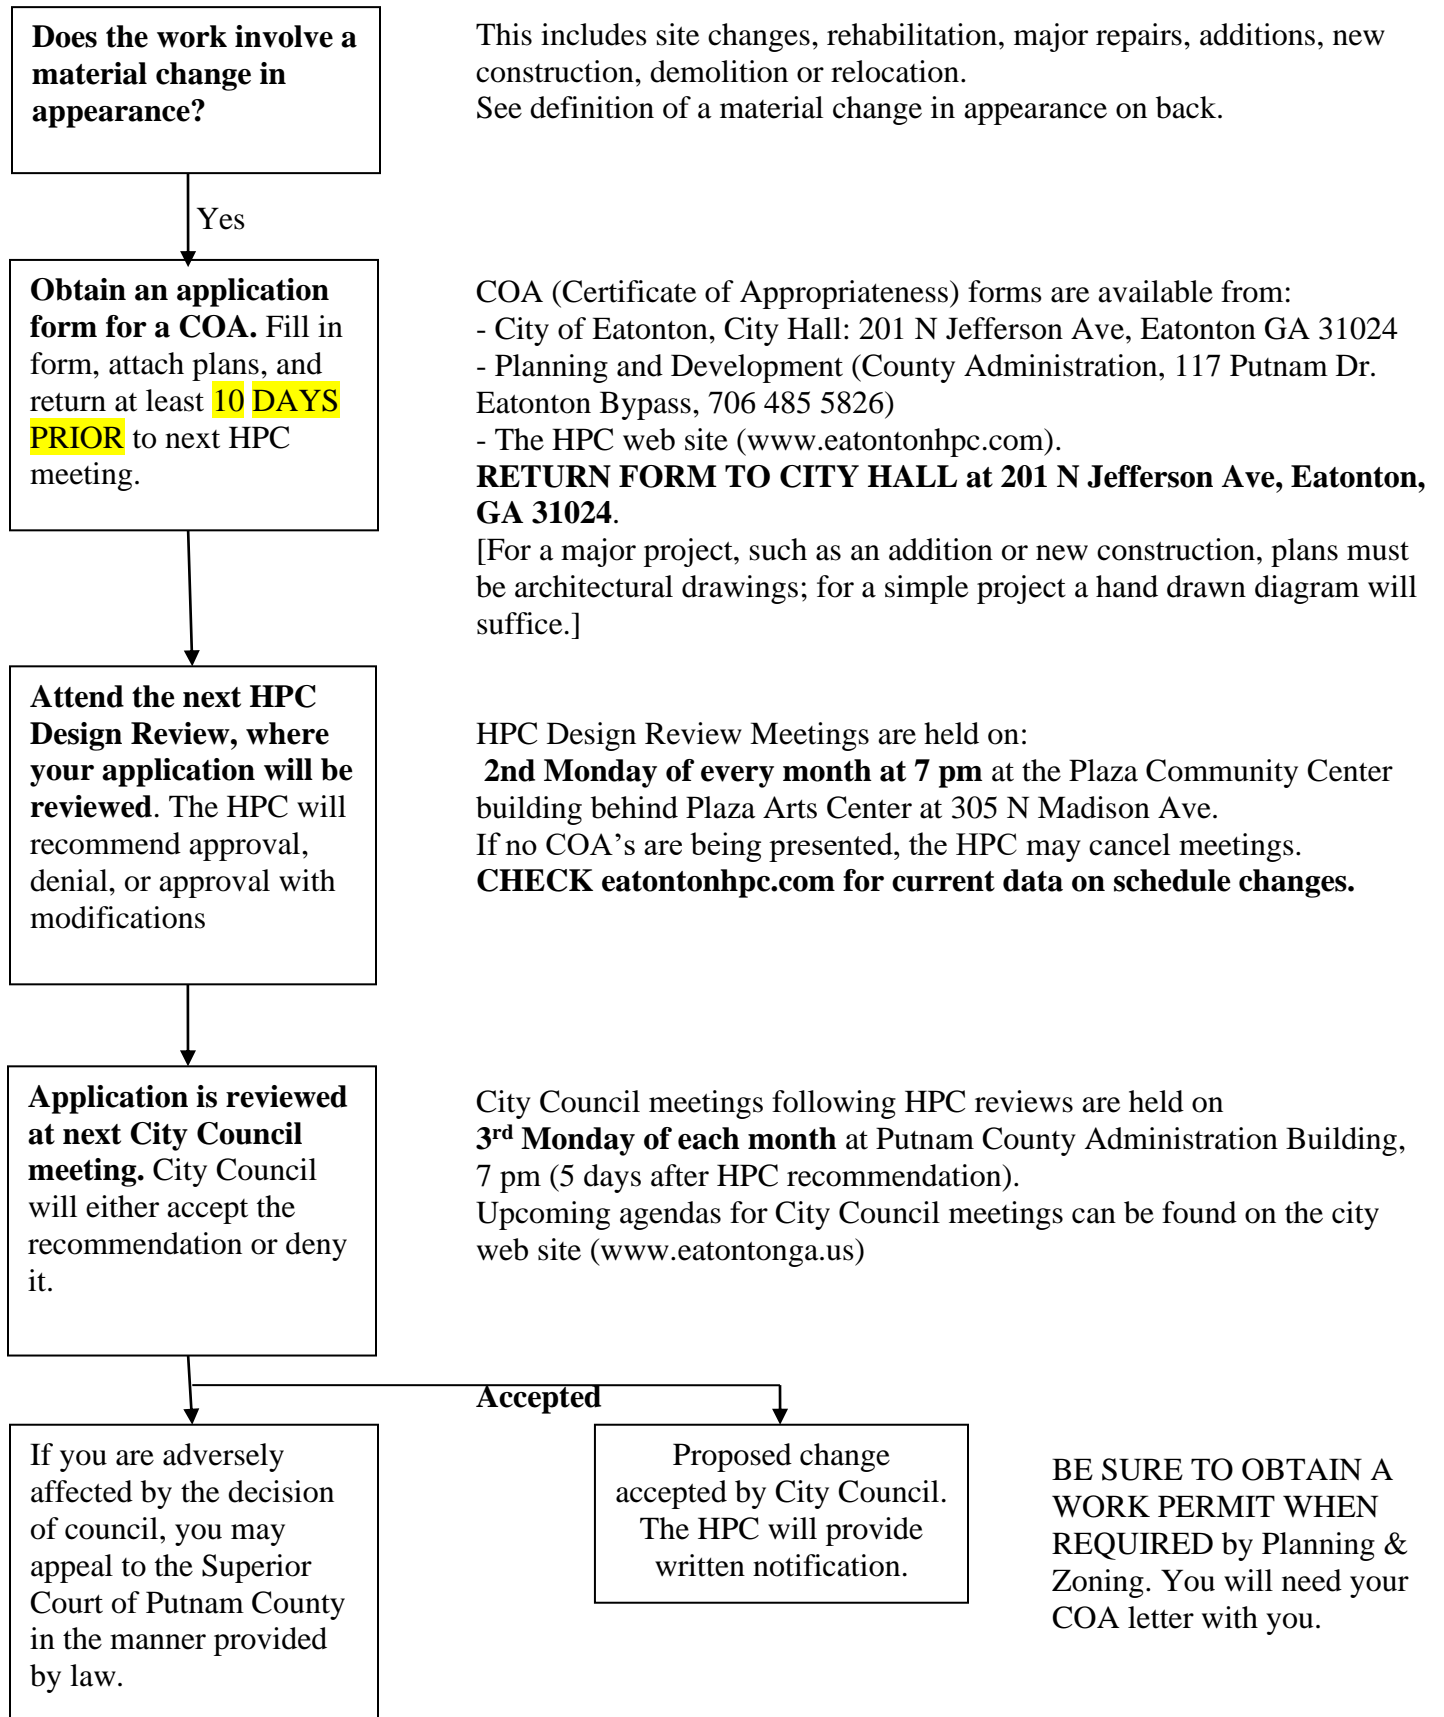 Does the work involve a
material change in
appearance?
This includes site changes, rehabilitation, major repairs, additions, new
construction, demolition or relocation.
See definition of a material change in appearance on back.
Yes
Obtain an application
form for a COA. Fill in
form, attach plans, and
return at least 10 DAYS
PRIOR to next HPC
meeting.
COA (Certificate of Appropriateness) forms are available from:
- City of Eatonton, City Hall: 201 N Jefferson Ave, Eatonton GA 31024
- Planning and Development (County Administration, 117 Putnam Dr.
Eatonton Bypass, 706 485 5826)
- The HPC web site (www.eatontonhpc.com).
RETURN FORM TO CITY HALL at 201 N Jefferson Ave, Eatonton,
GA 31024.
[For a major project, such as an addition or new construction, plans must
be architectural drawings; for a simple project a hand drawn diagram will
suffice.]
Attend the next HPC
Design Review, where
your application will be
reviewed. The HPC will
recommend approval,
denial, or approval with
modifications
HPC Design Review Meetings are held on:
2nd Monday of every month at 7 pm at the Plaza Community Center
building behind Plaza Arts Center at 305 N Madison Ave.
If no COA’s are being presented, the HPC may cancel meetings.
CHECK eatontonhpc.com for current data on schedule changes.
Application is reviewed
at next City Council
meeting. City Council
will either accept the
recommendation or deny
it.
City Council meetings following HPC reviews are held on
3rd Monday of each month at Putnam County Administration Building,
7 pm (5 days after HPC recommendation).
Upcoming agendas for City Council meetings can be found on the city
web site (www.eatontonga.us)
Accepted
If you are adversely
affected by the decision
of council, you may
appeal to the Superior
Court of Putnam County
in the manner provided
by law.
Proposed change
accepted by City Council.
The HPC will provide
written notification.
BE SURE TO OBTAIN A
WORK PERMIT WHEN
REQUIRED by Planning &
Zoning. You will need your
COA letter with you.